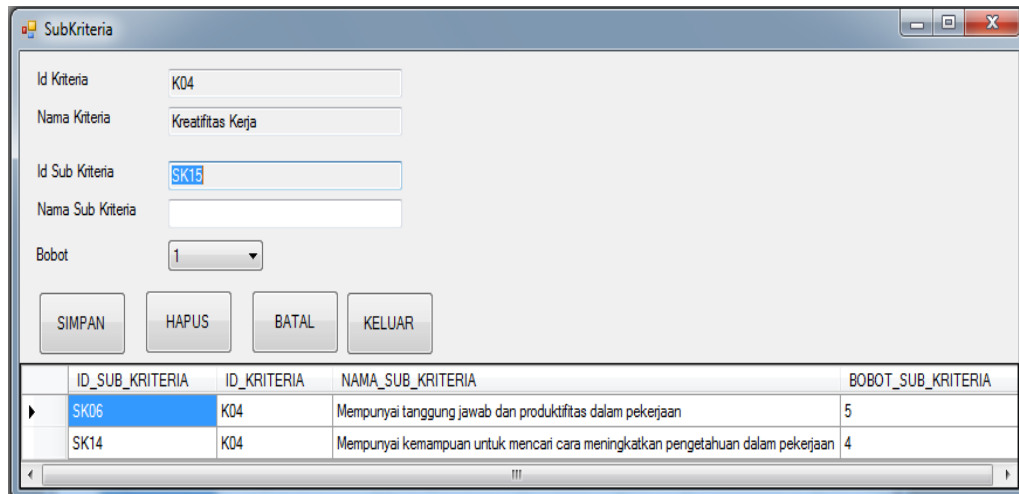 SubKriteria
Id Kriteria K04
Nama Kriteria Kreatifitas Kerja
Id Sub Kriteria SK15
Nama Sub Kriteria
Bobot 1
SIMPAN HAPUS BATAL KELUAR
ID_SUB_KRITERIA ID_KRITERIA NAMA_SUB_KRITERIA BOBOT_SUB_KRITERIA
SK06 K04 Mempunyai tanggung jawab dan produktifitas dalam pekerjaan 5
SK14 K04 Mempunyai kemampuan untuk mencari cara meningkatkan pengetahuan dalam pekerjaan 4